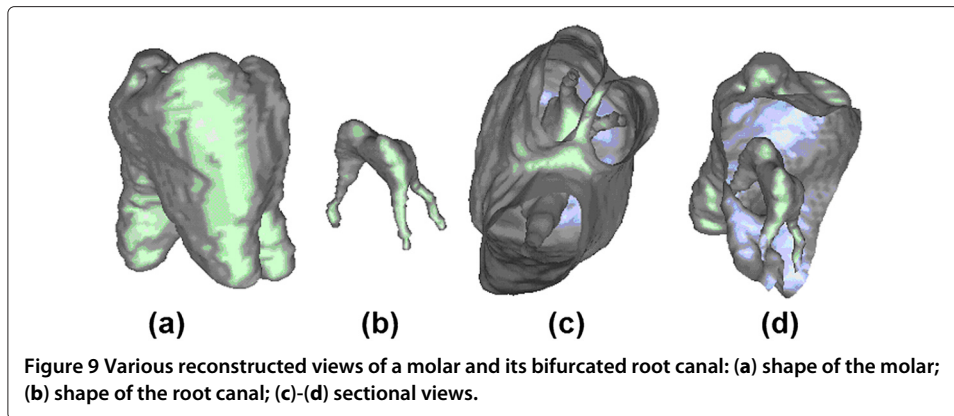 (a)
(b)
(c)
(d)
Figure 9 Various reconstructed views of a molar and its bifurcated root canal: (a) shape of the molar;
(b) shape of the root canal; (c)-(d) sectional views.